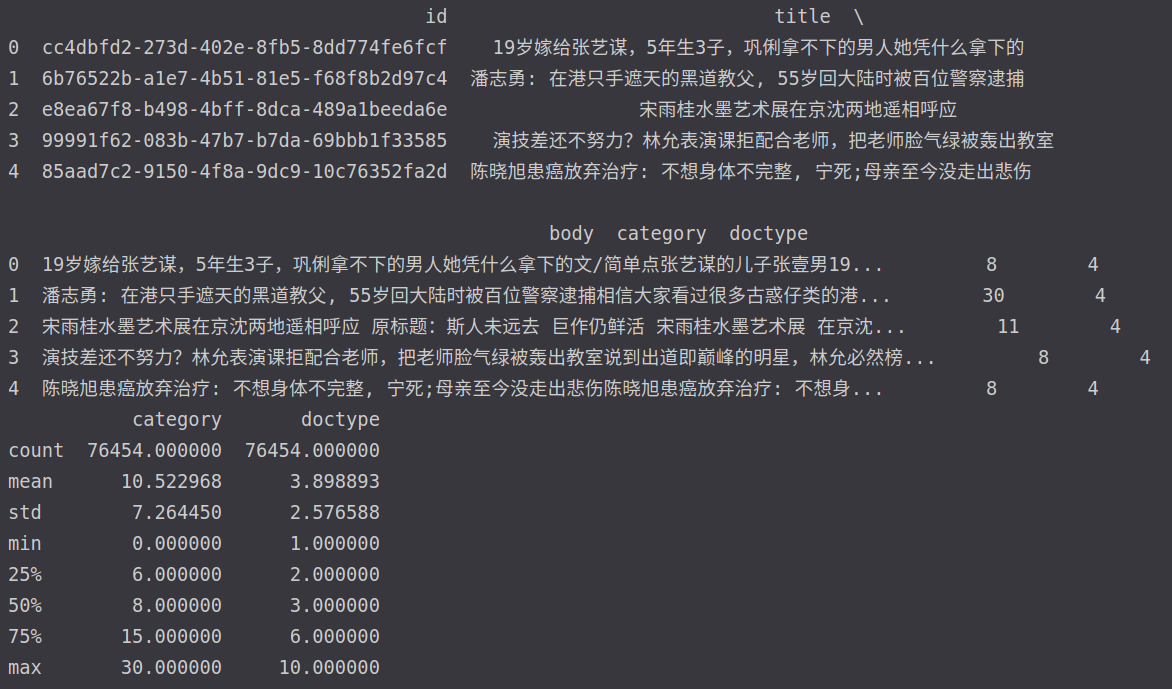 id title \
0 cc4dbfd2-273d-402e-8fb5-8dd774fe6fcf 19岁嫁给张艺谋，5年生3子，巩俐拿不下的男人她凭什么拿下的
1 6b76522b-a1e7-4b51-81e5-f68f8b2d97c4 潘志勇: 在港只手遮天的黑道教父, 55岁回大陆时被百位警察逮捕
2 e8ea67f8-b498-4bff-8dca-489a1beeda6e 宋雨桂水墨艺术展在京沈两地遥相呼应
3 99991f62-083b-47b7-b7da-69bbb1f33585 演技差还不努力？林允表演课拒配合老师，把老师脸气绿被轰出教室
4 85aad7c2-9150-4f8a-9dc9-10c76352fa2d 陈晓旭患癌放弃治疗: 不想身体不完整, 宁死;母亲至今没走出悲伤
body category doctype
0 19岁嫁给张艺谋，5年生3子，巩俐拿不下的男人她凭什么拿下的文/简单点张艺谋的儿子张壹男19... 8 4
1 潘志勇: 在港只手遮天的黑道教父, 55岁回大陆时被百位警察逮捕相信大家看过很多古惑仔类的港... 30 4
2 宋雨桂水墨艺术展在京沈两地遥相呼应 原标题：斯人未远去 巨作仍鲜活 宋雨桂水墨艺术展 在京沈... 11 4
3 演技差还不努力？林允表演课拒配合老师，把老师脸气绿被轰出教室说到出道即巅峰的明星，林允必然榜... 8 4
4 陈晓旭患癌放弃治疗: 不想身体不完整, 宁死;母亲至今没走出悲伤陈晓旭患癌放弃治疗: 不想身... 8 4
category doctype
count 76454.000000 76454.000000
mean 10.522968 3.898893
std 7.264450 2.576588
min 0.000000 1.000000
25% 6.000000 2.000000
50% 8.000000 3.000000
75% 15.000000 6.000000
max 30.000000 10.000000